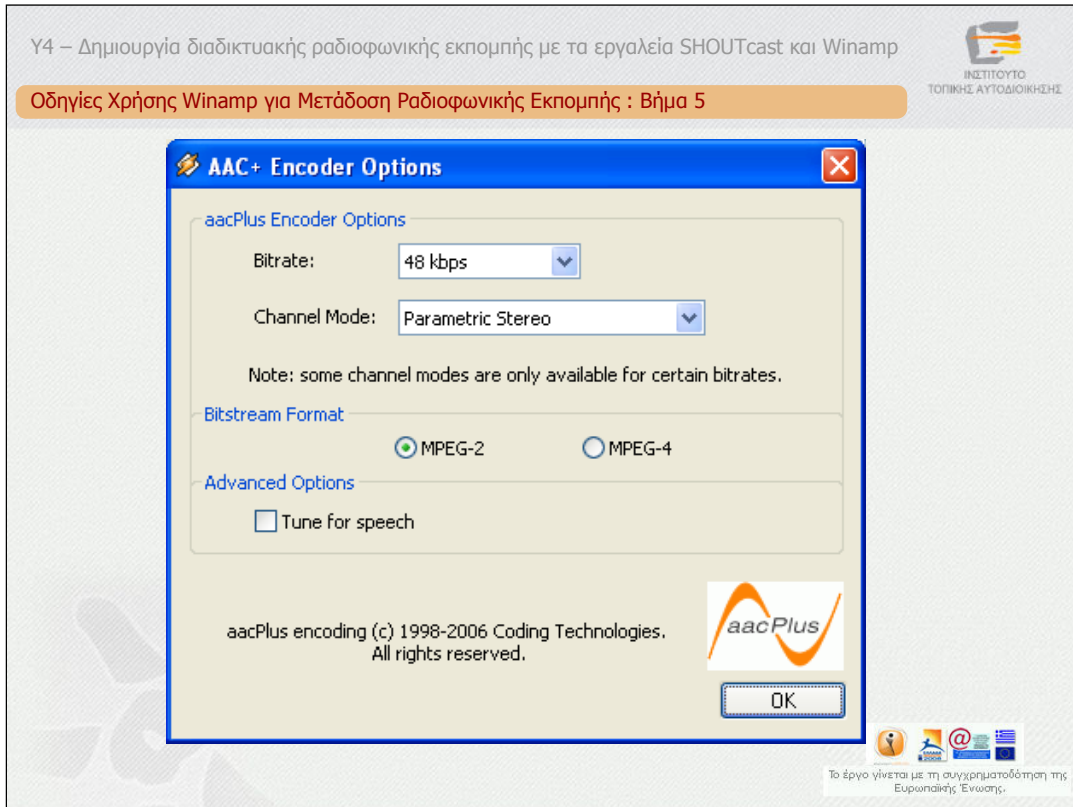 Υ4 – Δημιουργία διαδικτυακής ραδιοφωνικής εκπομπής με τα εργαλεία SHOUTcast και Winamp
ΙΝΣΤΙΤΟΥΤΟ
ΤΟΠΙΚΗΣ ΑΥΤΟΔΙΟΙΚΗΣΗΣ
Οδηγίες Χρήσης Winamp για Μετάδοση Ραδιοφωνικής Εκπομπής : Βήμα 5
AAC+ Encoder Options
aacPlus Encoder Options
Bitrate: 48 kbps
Channel Mode: Parametric Stereo
Note: some channel modes are only available for certain bitrates.
Bitstream Format
MPEG-2 MPEG-4
Advanced Options
Tune for speech
aacPlus encoding (c) 1998-2006 Coding Technologies.
All rights reserved.
aacPlus
OK
Το έργο γίνεται με τη συγχρηματοδότηση της
Ευρωπαϊκής Ένωσης.